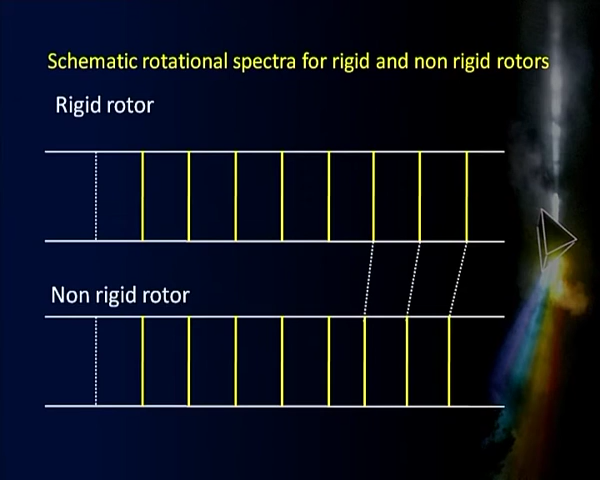 Schematic rotational spectra for rigid and non rigid rotors
Rigid rotor
Non rigid rotor